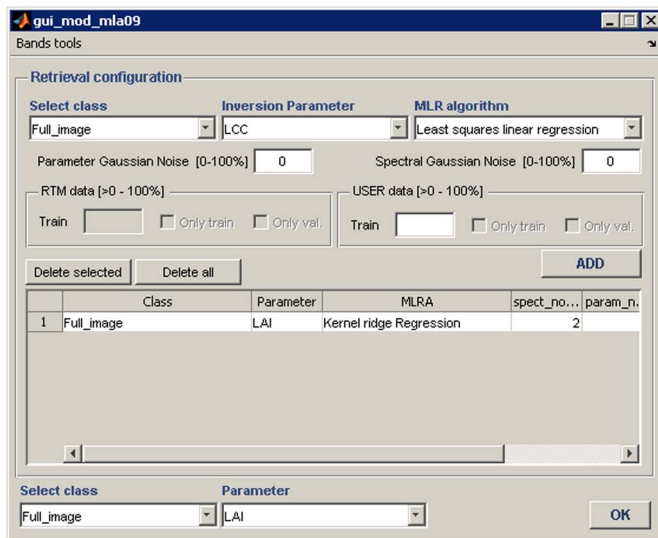 gui_mod_mla09
Bands tools
Retrieval configuration
Select class Inversion Parameter MLR algorithm
Full_image LCC Least squares linear regression
Parameter Gaussian Noise [0-100%] 0 Spectral Gaussian Noise [0-100%] 0
RTM data [>0 - 100%] USER data [>0 - 100%]
Train Only train Only val. Train Only train Only val.
ADD
Delete selected Delete all
Class Parameter MLRA spect_no... param_n.
1 Full_image LAI Kernel ridge Regression 2
Select class Parameter
Full_image LAI OK